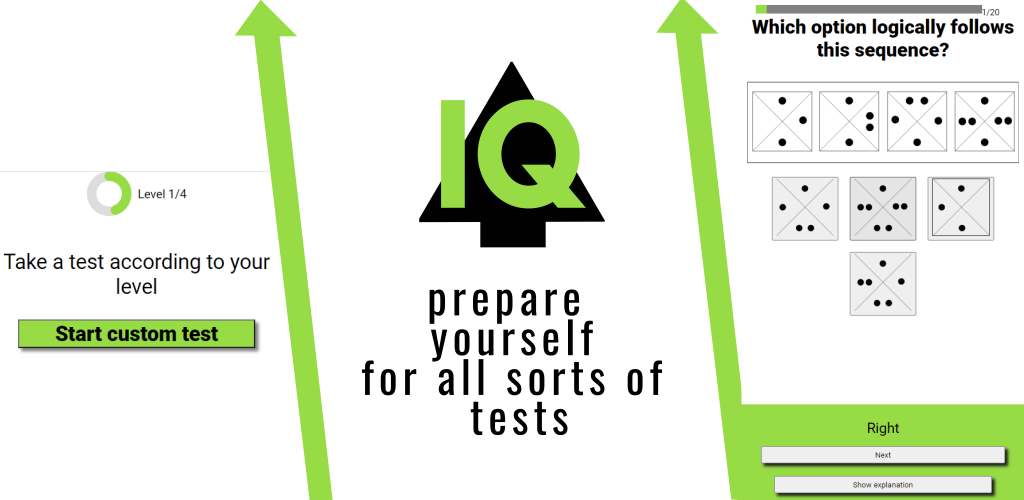 Level 1/4
Take a test according to your
level
Start custom test
IQ
prepare
yourself
for all sorts of
tests
1/20
Which option logically follows
this sequence?
Right
Next
Show explanation